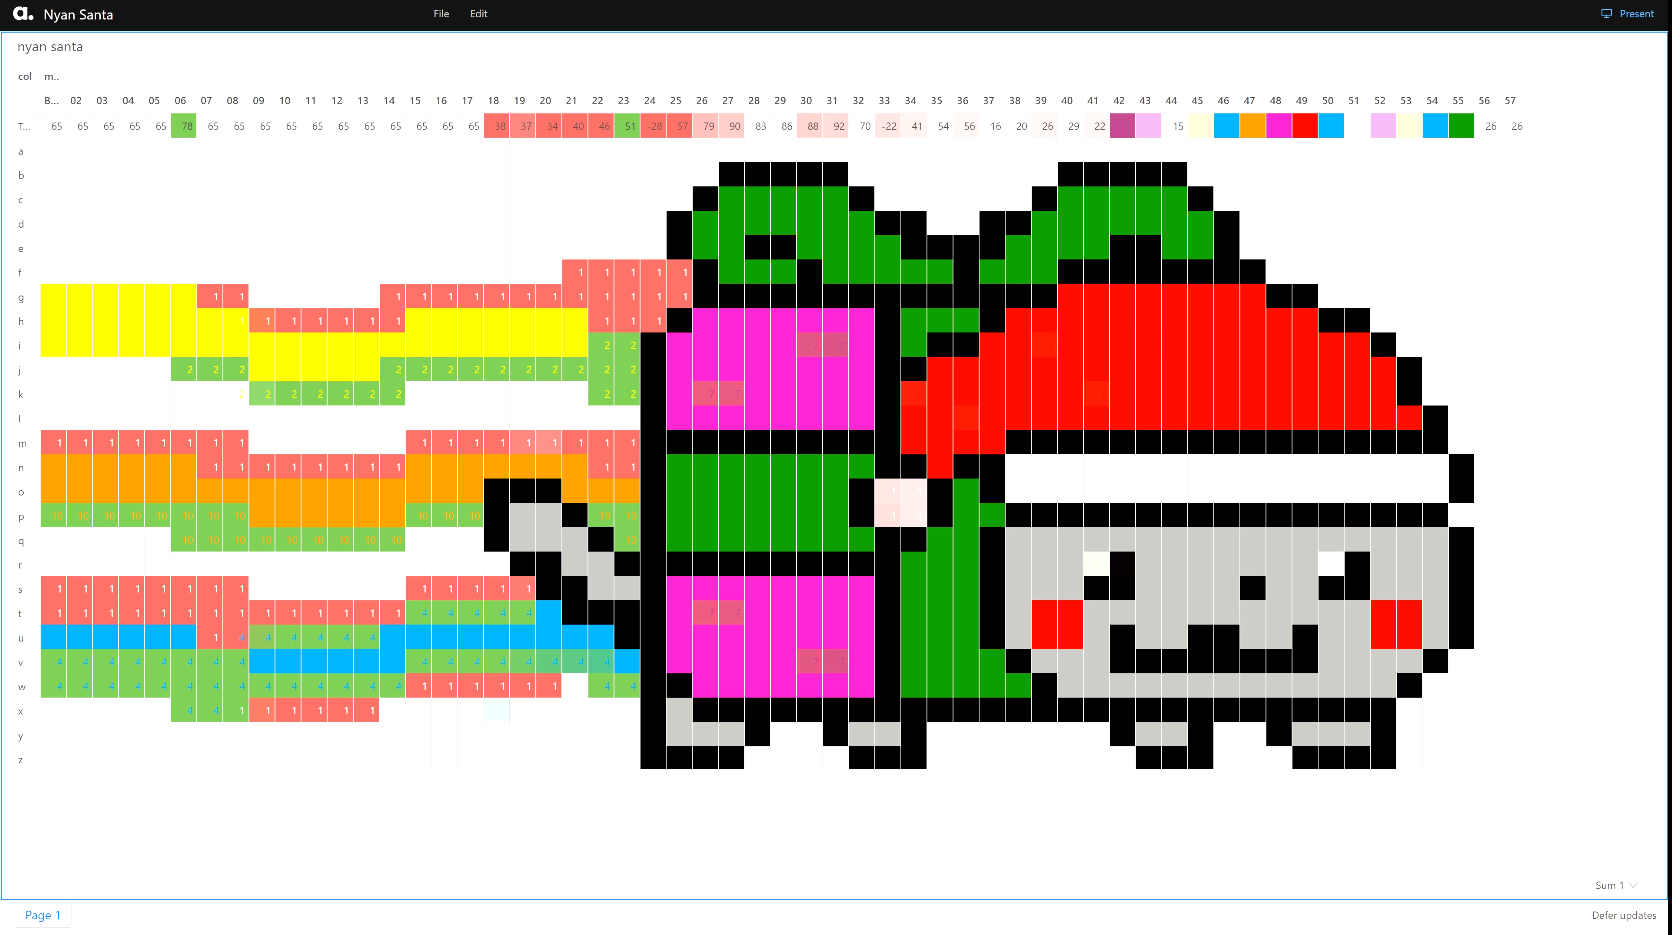 a. Nyan Santa File Edit Present
nyan santa
col m..
B... 02 03 04 05 06 07 08 09 10 11 12 13 14 15 16 17 18 19 20 21 22 23 24 25 26 27 28 29 30 31 32 33 34 35 36 37 38 39 40 41 42 43 44 45 46 47 48 49 50 51 52 53 54 55 56 57
T... 65 65 65 65 65 78 65 65 65 65 65 65 65 65 65 65 65 38 37 34 40 46 51 -28 57 79 90 83 86 88 92 70 -22 41 54 56 16 20 26 29 22 15 26 26
a
b
c
d
e
f 1 1 1 1 1
g 1 1 1 1 1 1 1 1 1 1 1 1 1 1
h 1 1 1 1 1 1 1 1 1 1
i 2 2 7 7
j 2 2 2 2 2 2 2 2 2 2 2 2 2
k 2 2 2 2 2 2 2 2 2 7 7
l
m 1 1 1 1 1 1 1 1 1 1 1 1 1 1 1 1 1
n 1 1 1 1 1 1 1 1 1 1
o 1 1
p 10 10 10 10 10 10 10 10 10 10 10 10 10 1 1
q 10 10 10 10 10 10 10 10 10 10
r
s 1 1 1 1 1 1 1 1 1 1 1 1 1
t 1 1 1 1 1 1 1 1 1 1 1 1 1 1 4 4 4 4 4 7 7
u 1 4 4 4 4 4 4
v 4 4 4 4 4 4 4 4 4 4 4 4 4 4 4 4 7 7
w 4 4 4 4 4 4 4 4 4 4 4 4 4 4 1 1 1 1 1 1 4 4
x 4 4 1 1 1 1 1 1
y
z
Sum 1
Page 1 Defer updates